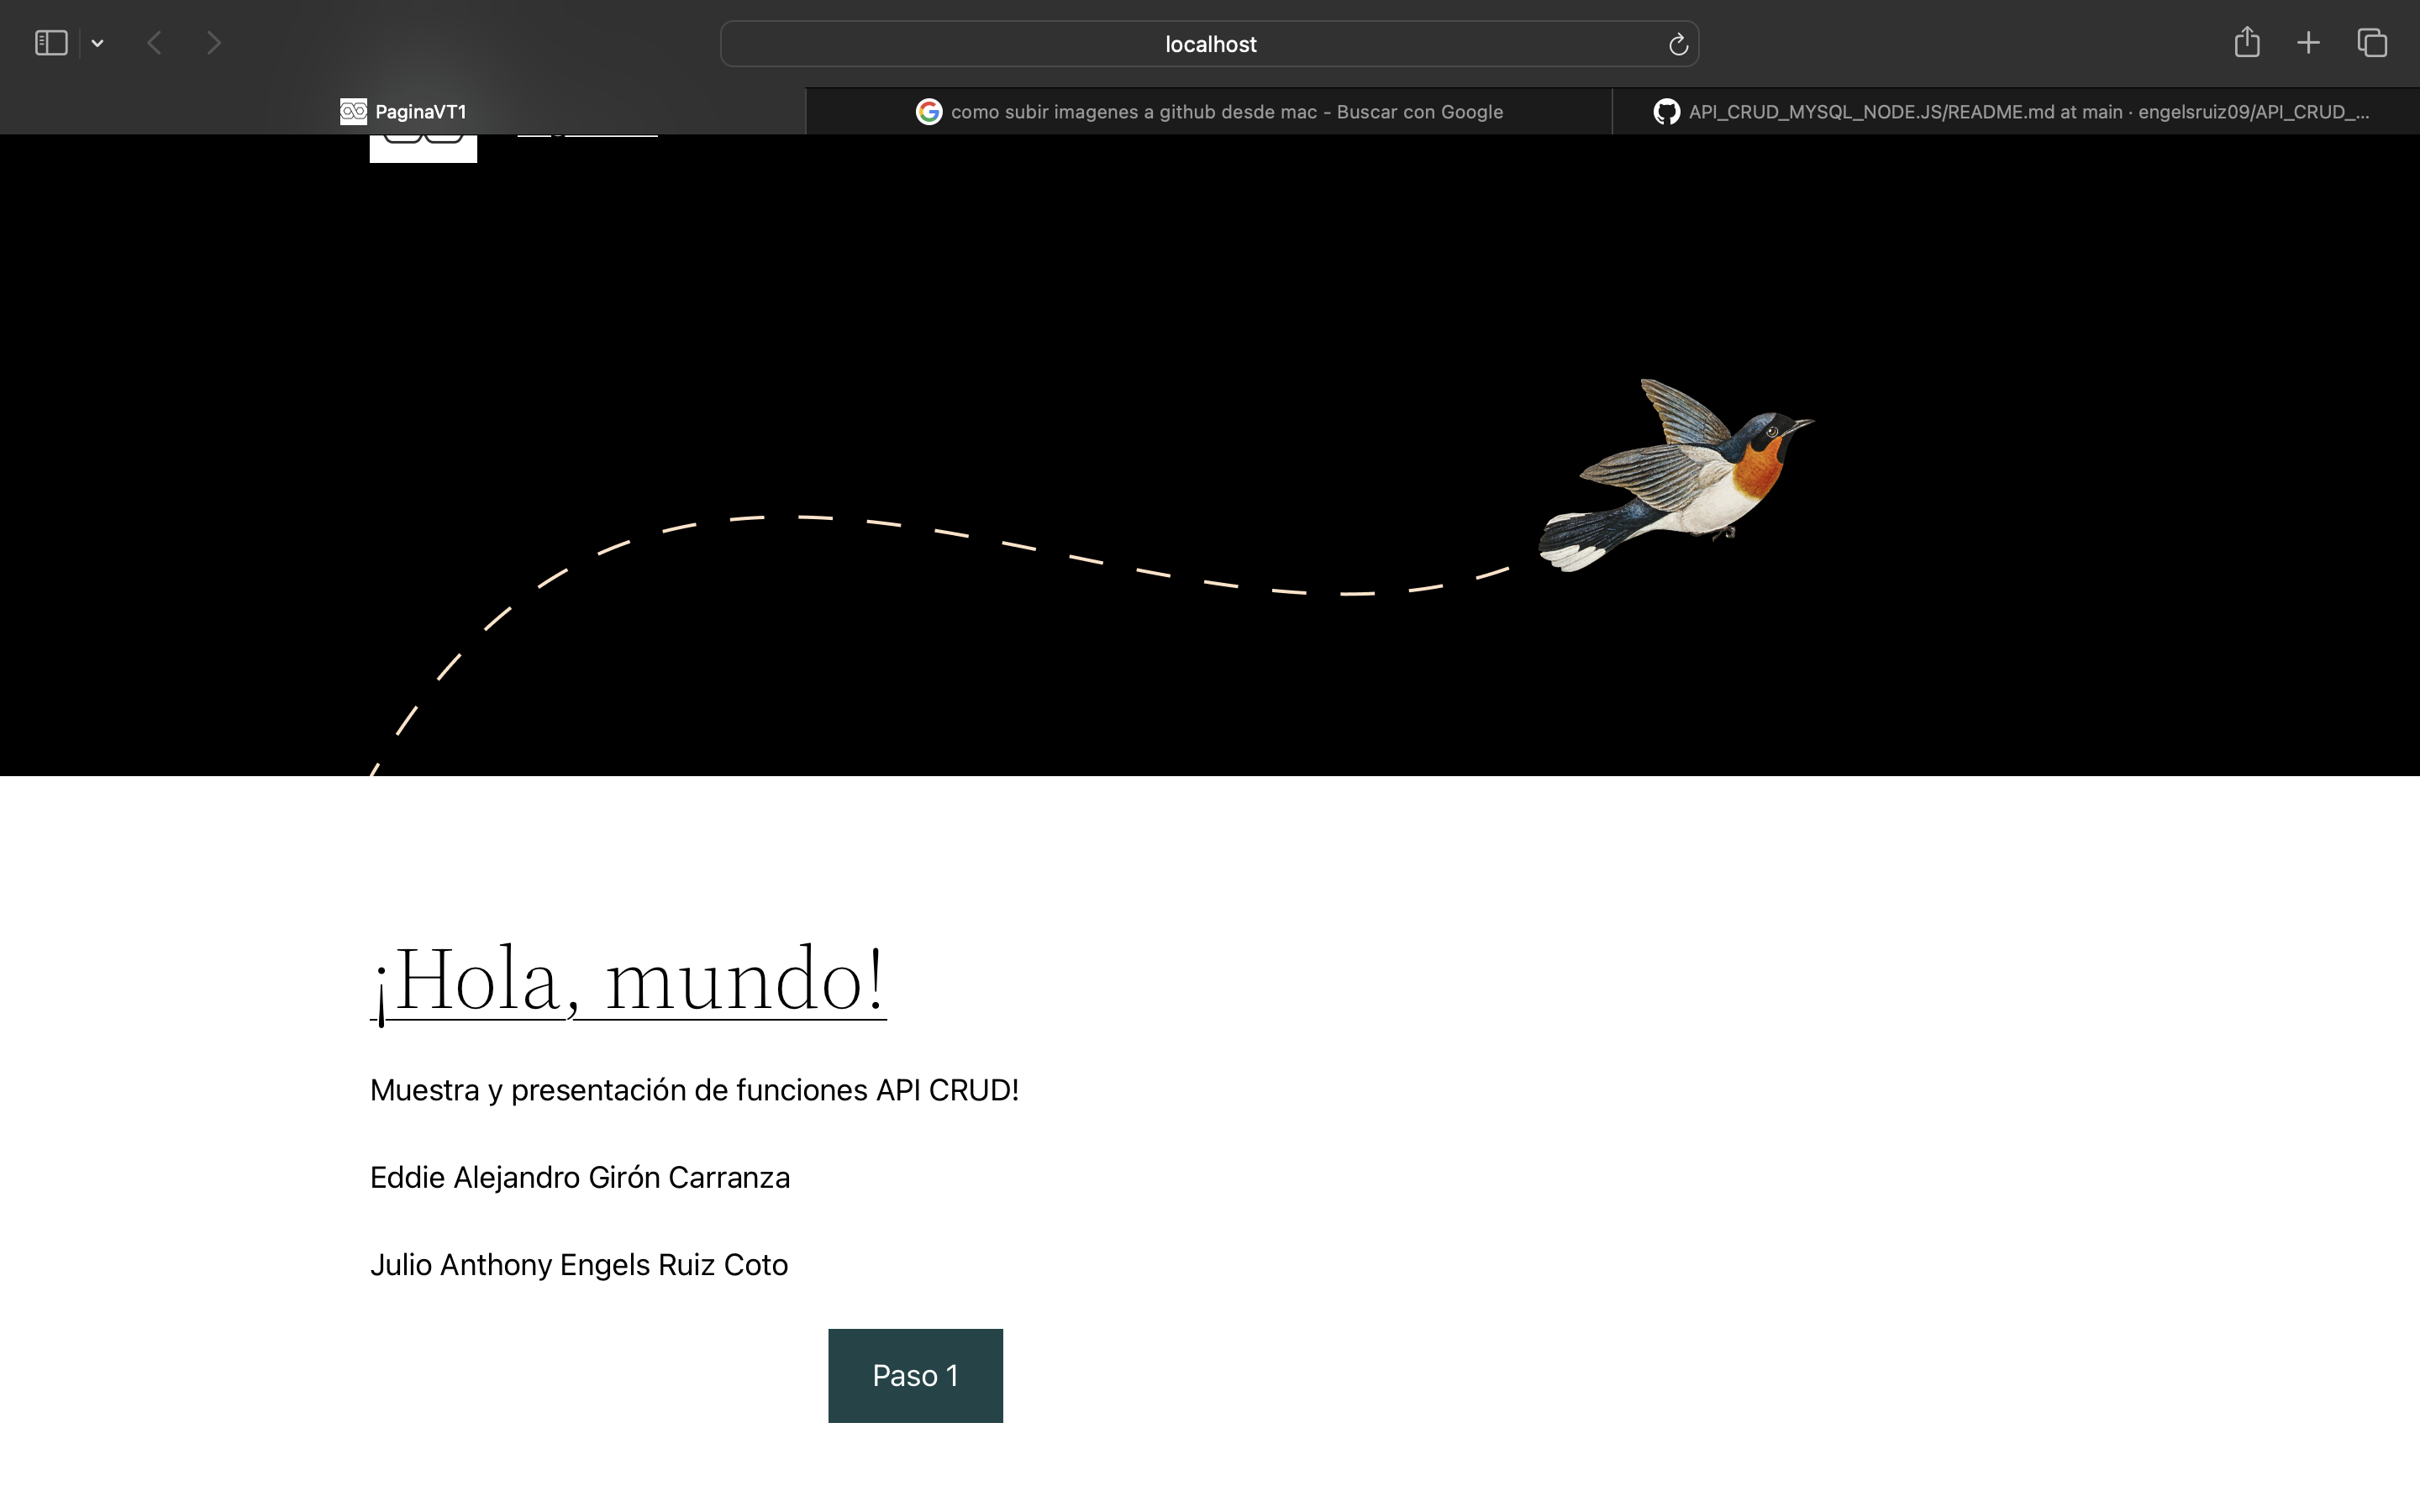 localhost
PaginaVT1
como subir imagenes a github desde mac - Buscar con Google
API_CRUD_MYSQL_NODE.JS/README.md at main · engelsruiz09/API_CRUD_...
¡Hola, mundo!
Muestra y presentación de funciones API CRUD!
Eddie Alejandro Girón Carranza
Julio Anthony Engels Ruiz Coto
Paso 1